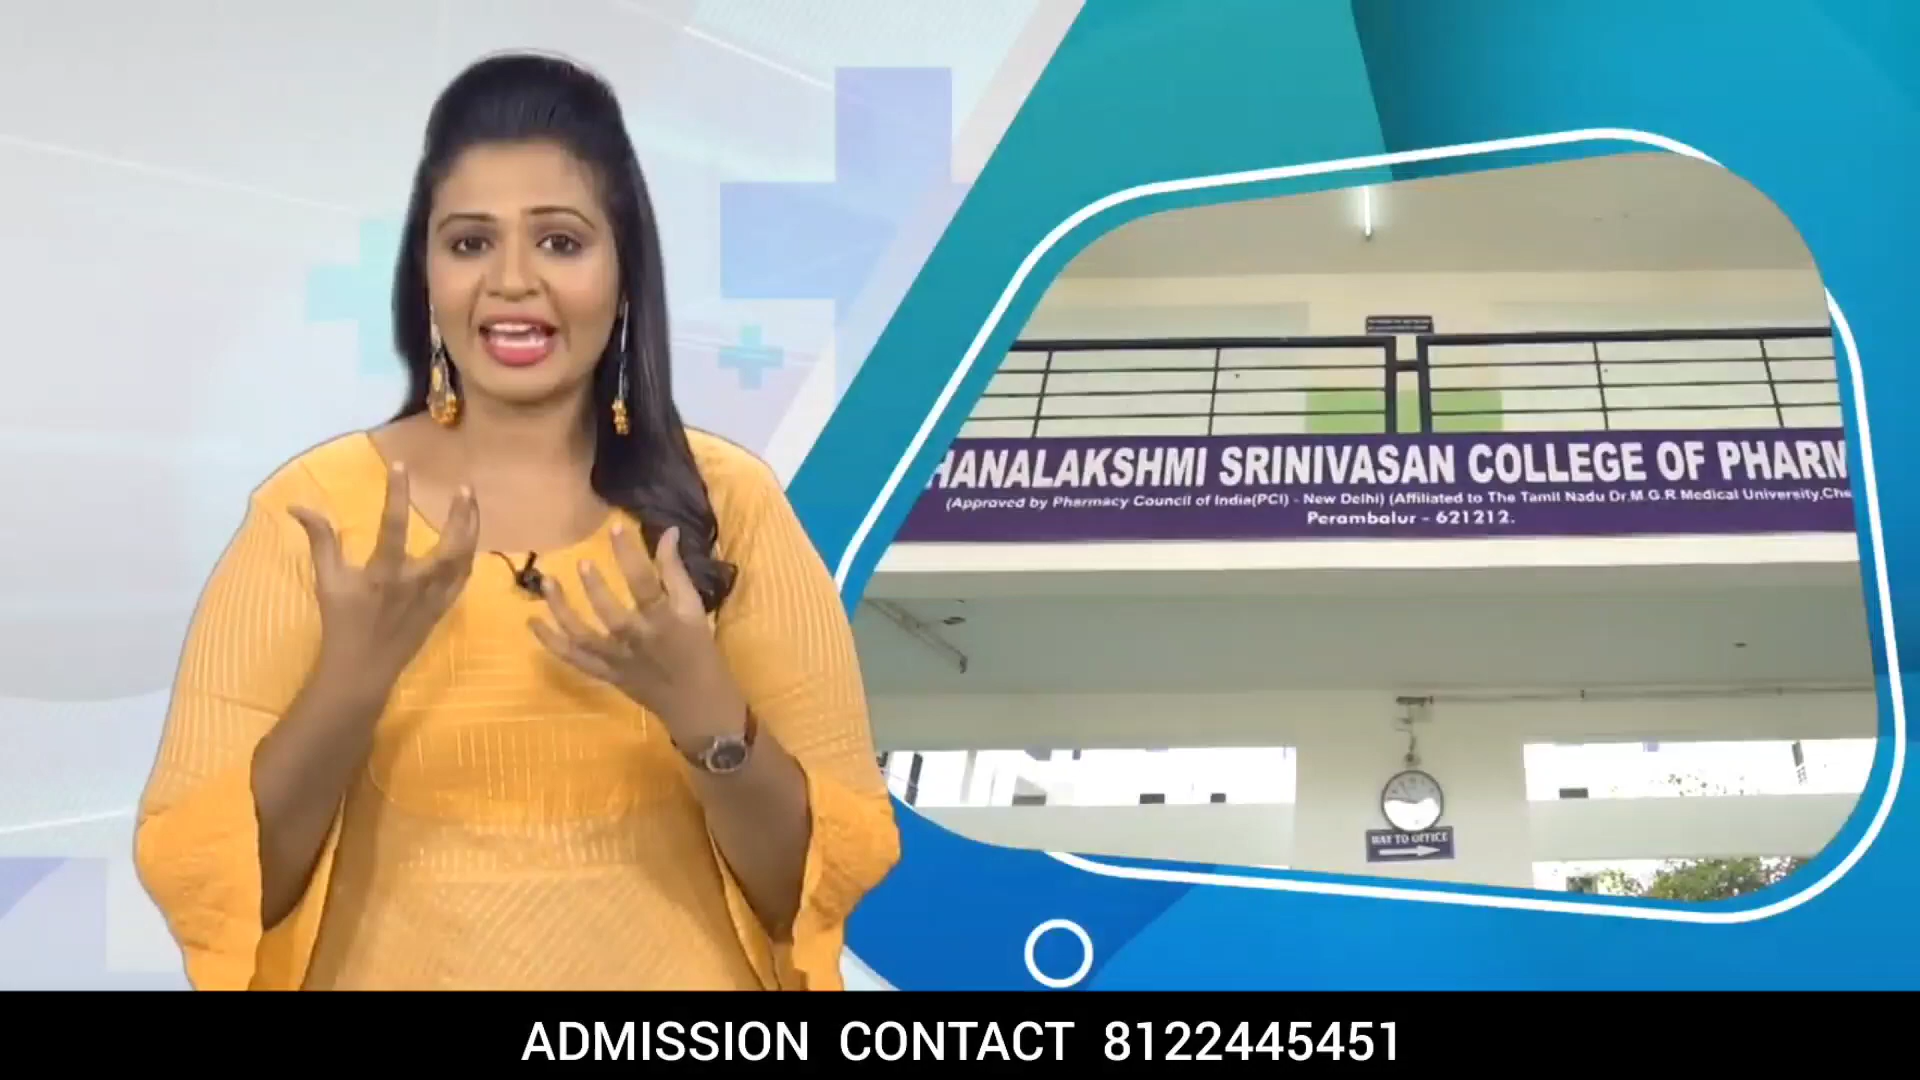 HANALAKSHMI SRINIVASAN COLLEGE OF PHARM
(Approved by Pharmacy Council of India(PCI) - New Delhi) (Affiliated to The Tamil Nadu Dr.M.G.R Medical University,Che
Perambalur - 621212.
WAY TO OFFICE
ADMISSION CONTACT 8122445451